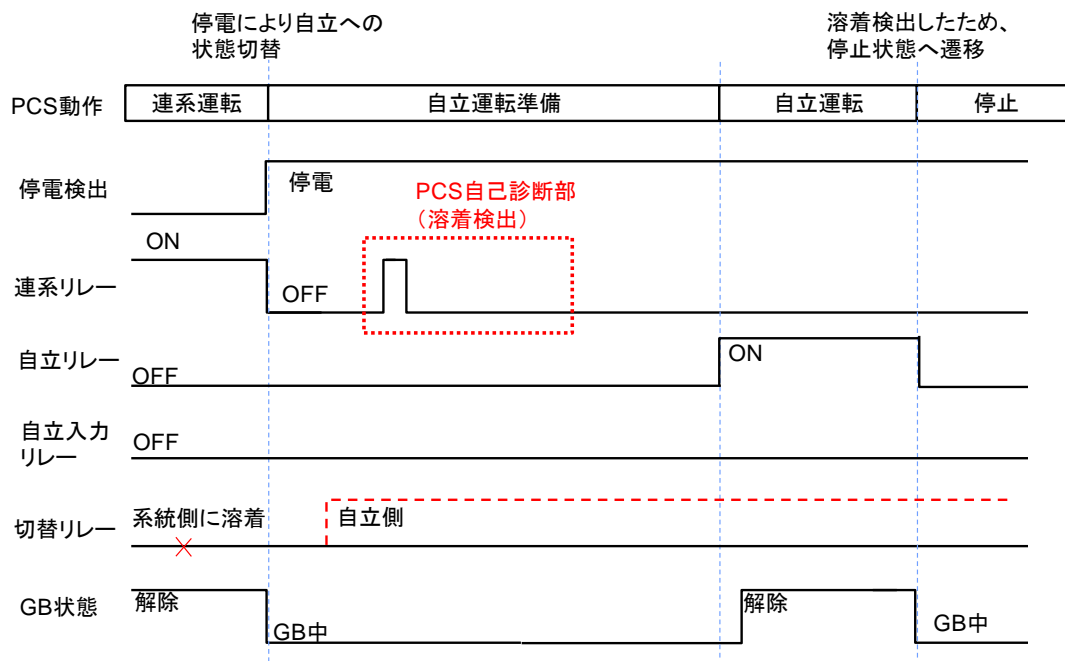 停電により自立への
状態切替
溶着検出したため、
停止状態へ遷移
PCS動作
連系運転
自立運転準備
自立運転
停止
停電検出
停電
PCS自己診断部
（溶着検出）
ON
連系リレー
OFF
自立リレー
OFF
ON
自立入力
リレー
OFF
切替リレー
系統側に溶着
自立側
GB状態
解除
GB中
解除
GB中